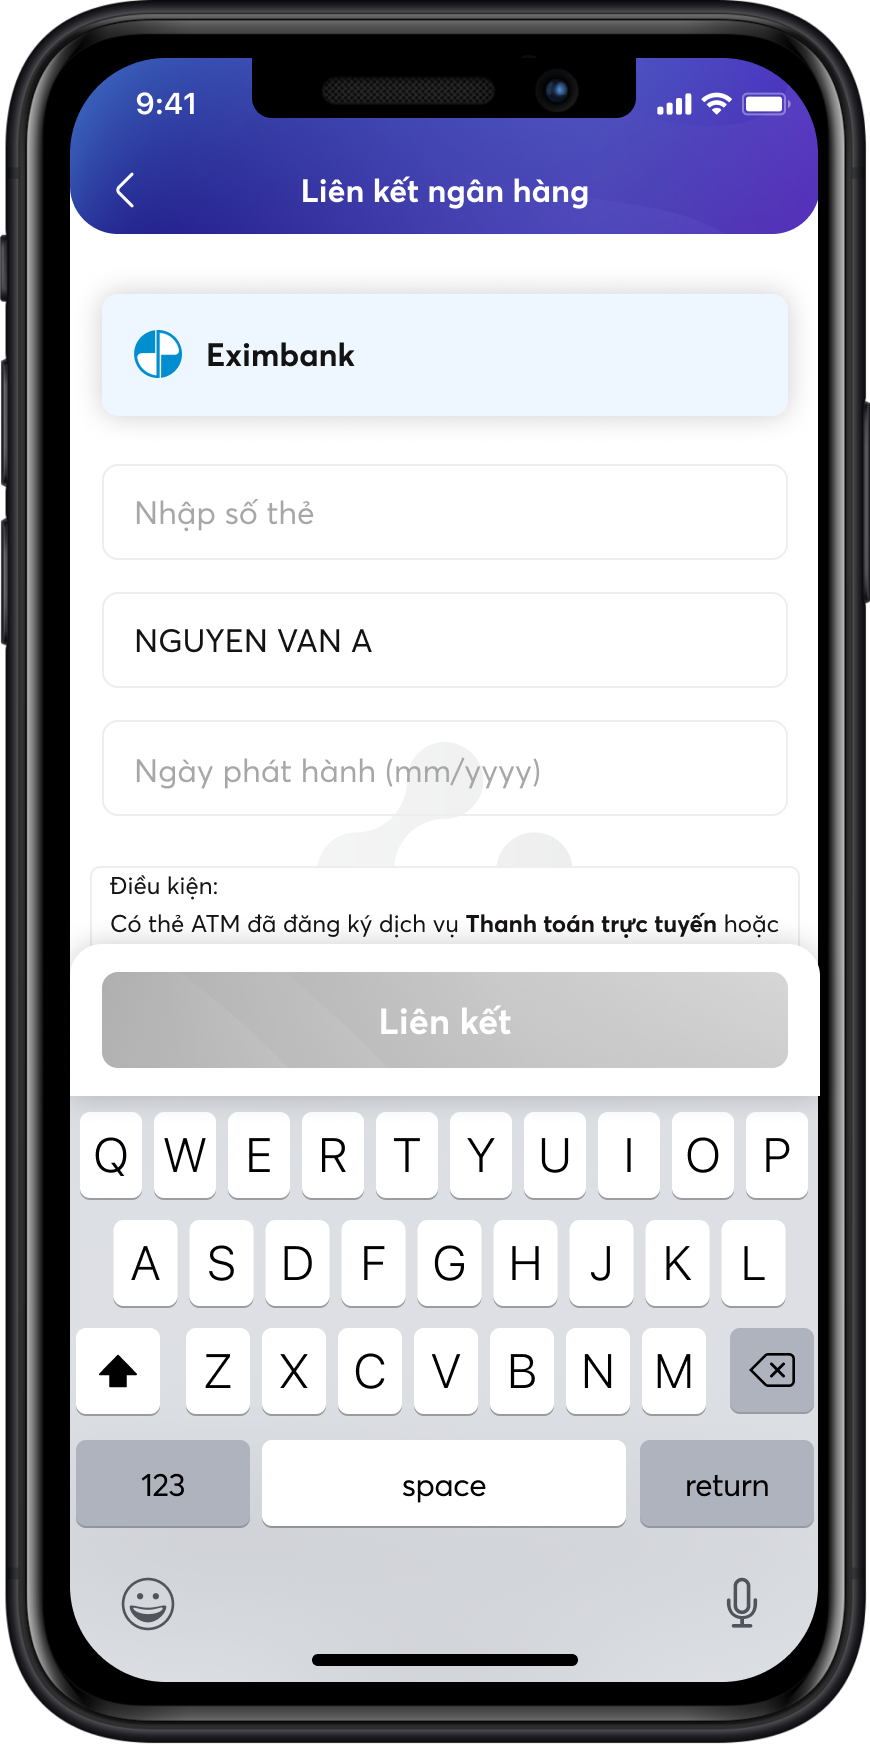 9:41
Liên kết ngân hàng
Eximbank
Nhập số thẻ
NGUYEN VAN A
Ngày phát hành (mm/yyyy)
Điều kiện:
Có thẻ ATM đã đăng ký dịch vụ Thanh toán trực tuyến hoặc
Liên kết
Q W E R T Y U I O P
A S D F G H J K L
Z X C V B N M
123 space return